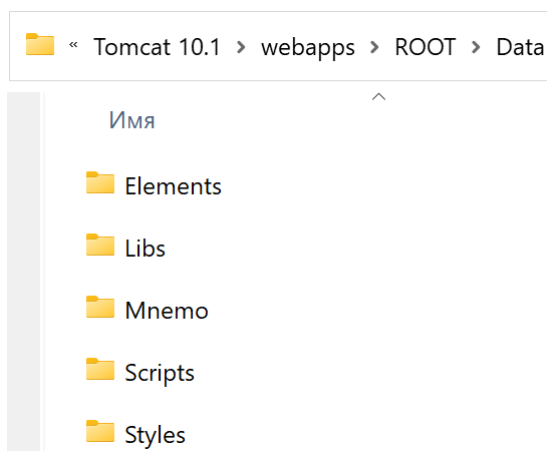 « Tomcat 10.1 > webapps > ROOT > Data
Имя
Elements
Libs
Mnemo
Scripts
Styles